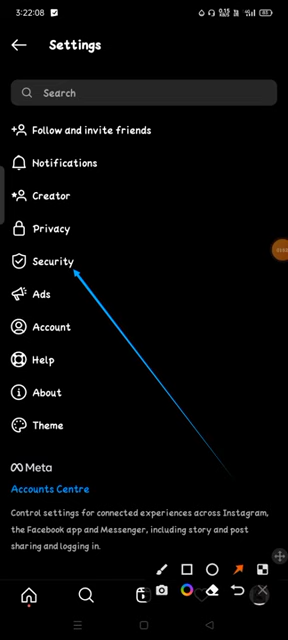 3:22:08
Settings
Search
Follow and invite friends
Notifications
Creator
Privacy
Security
Ads
Account
Help
About
Theme
Meta
Accounts Centre
Control settings for connected experiences across Instagram,
the Facebook app and Messenger, including story and post
sharing and logging in.